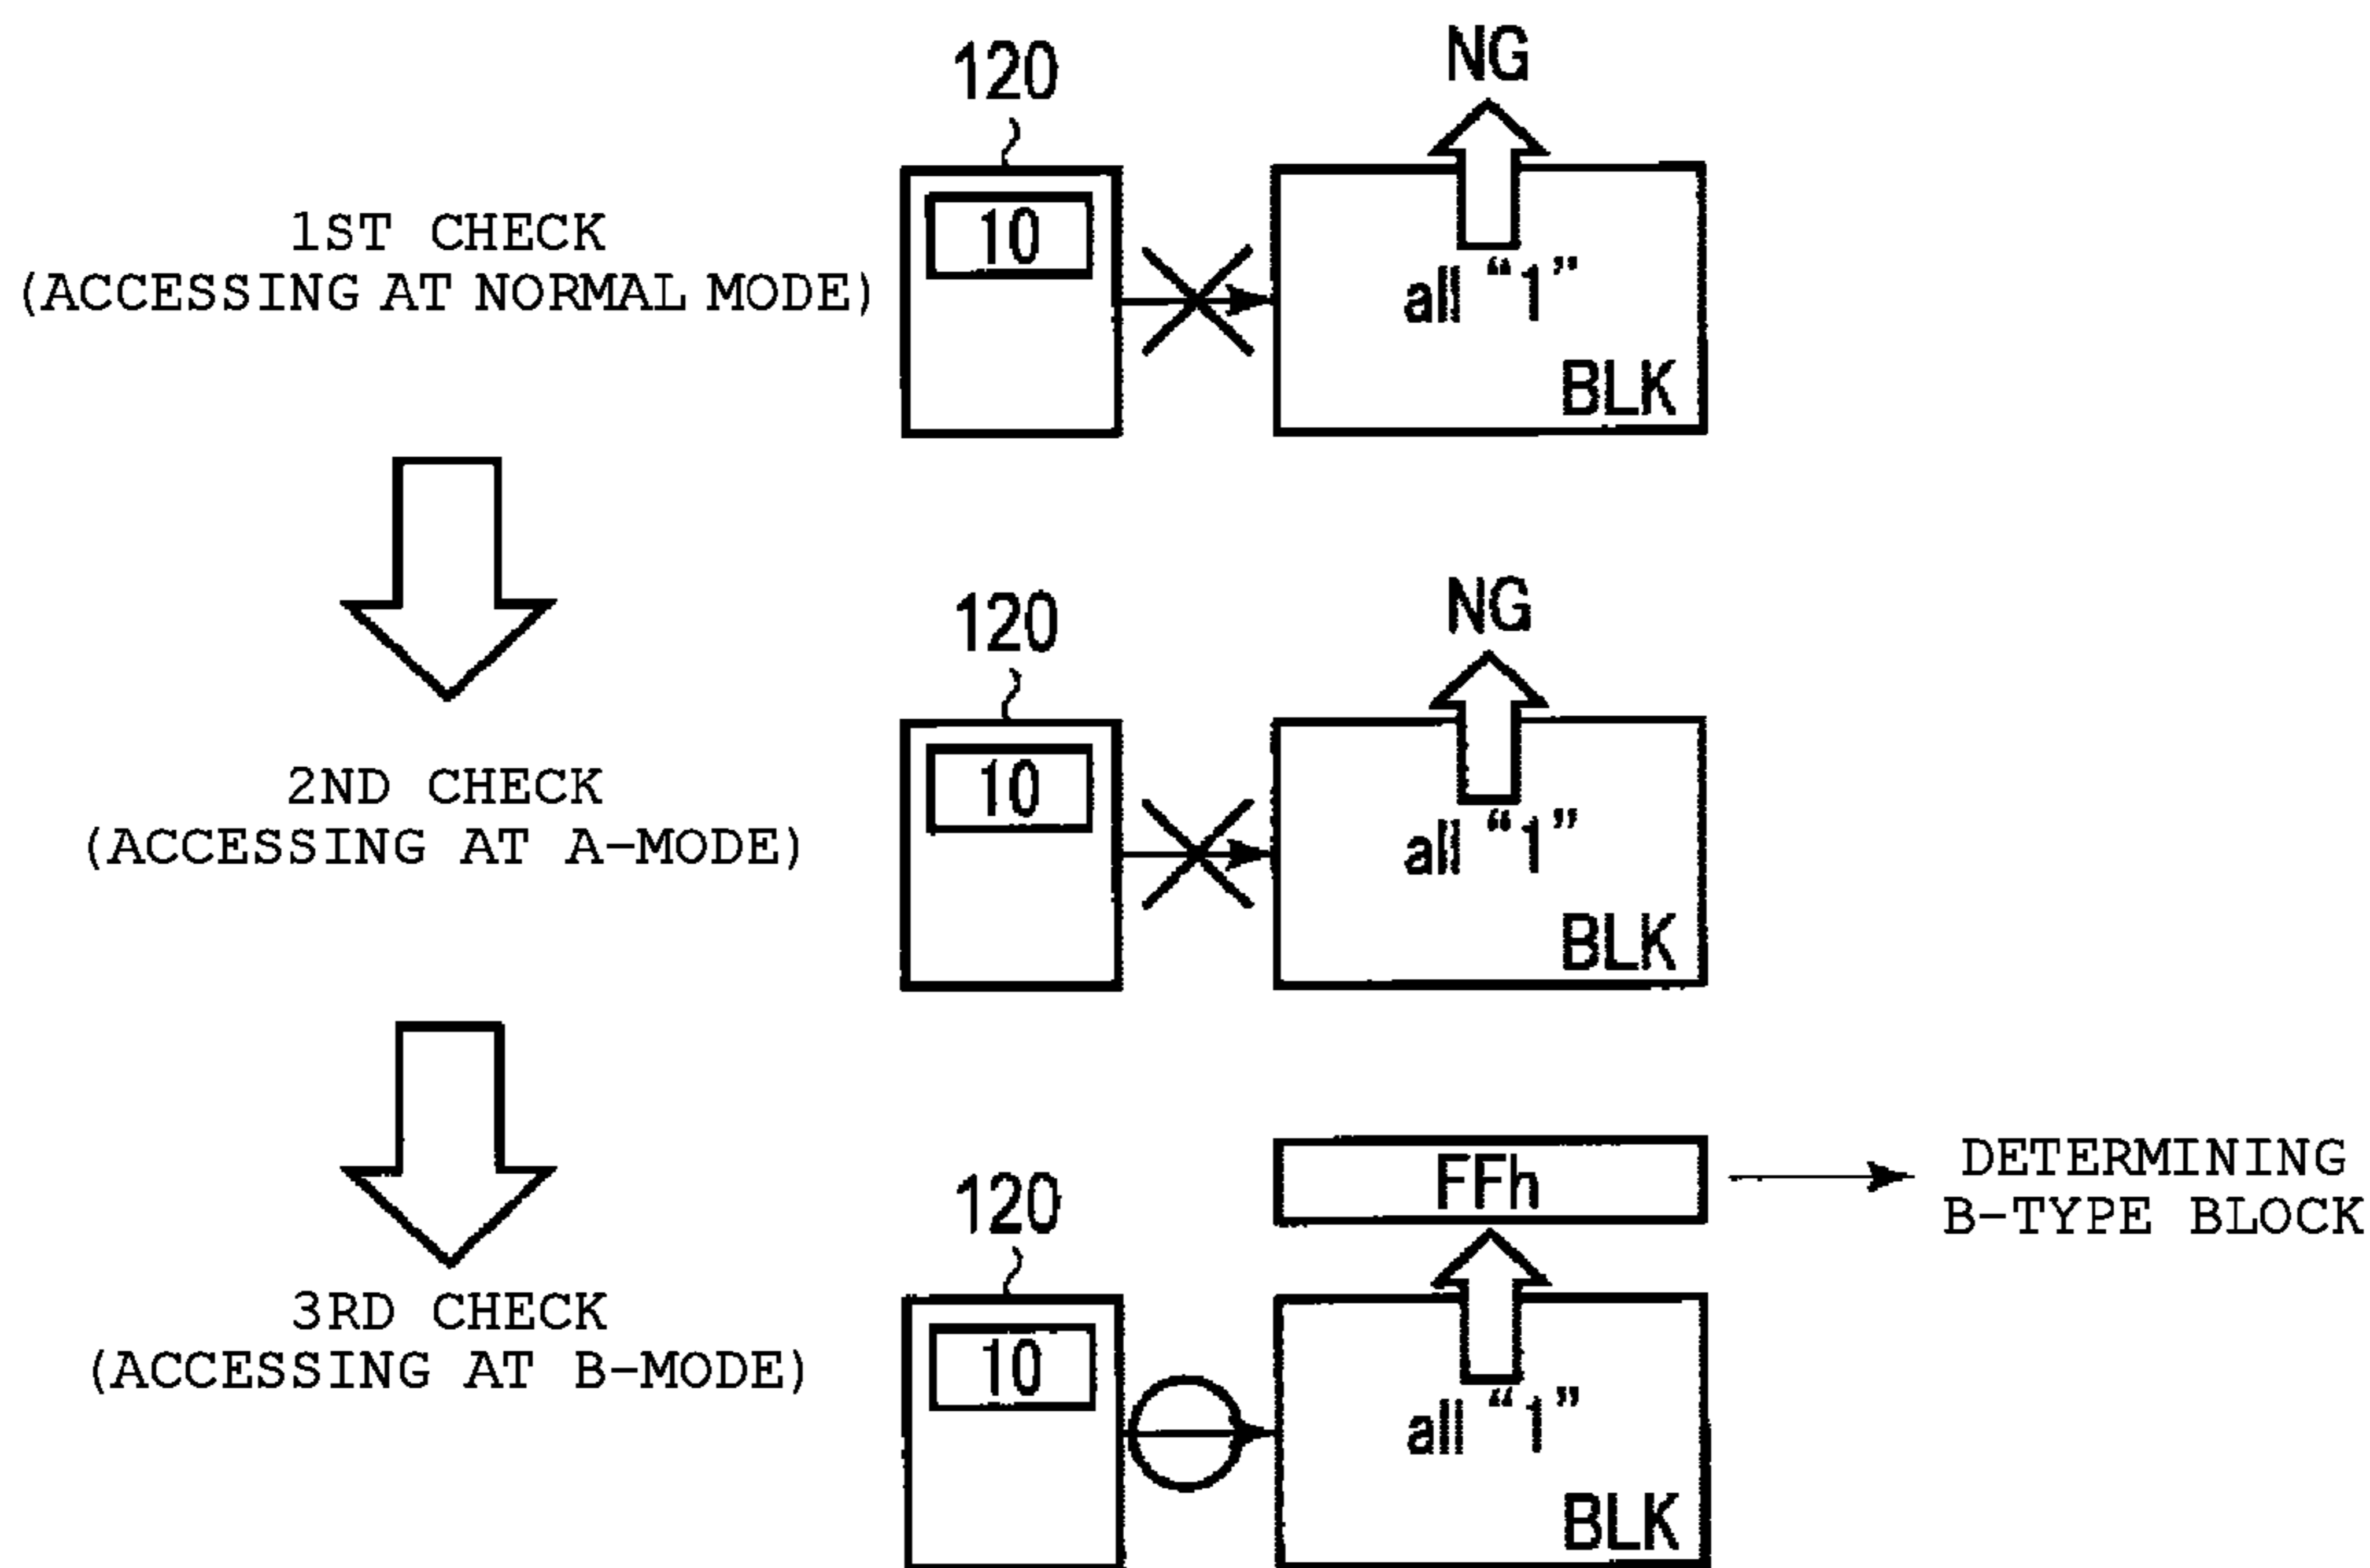 120
NG
1ST CHECK
(ACCESSING AT NORMAL MODE)
10
all “1”
BLK
120
NG
2ND CHECK
(ACCESSING AT A-MODE)
10
all “1”
BLK
120
FFh
DETERMINING
B-TYPE BLOCK
3RD CHECK
(ACCESSING AT B-MODE)
10
all “1”
BLK